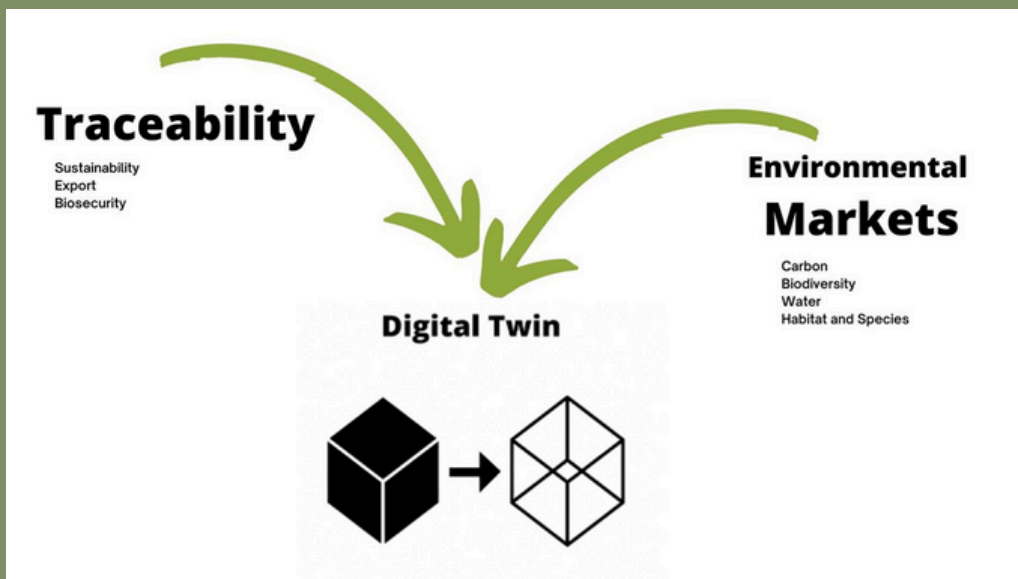 Traceability
Sustainability
Export
Biosecurity
Environmental
Markets
Carbon
Biodiversity
Water
Habitat and Species
Digital Twin